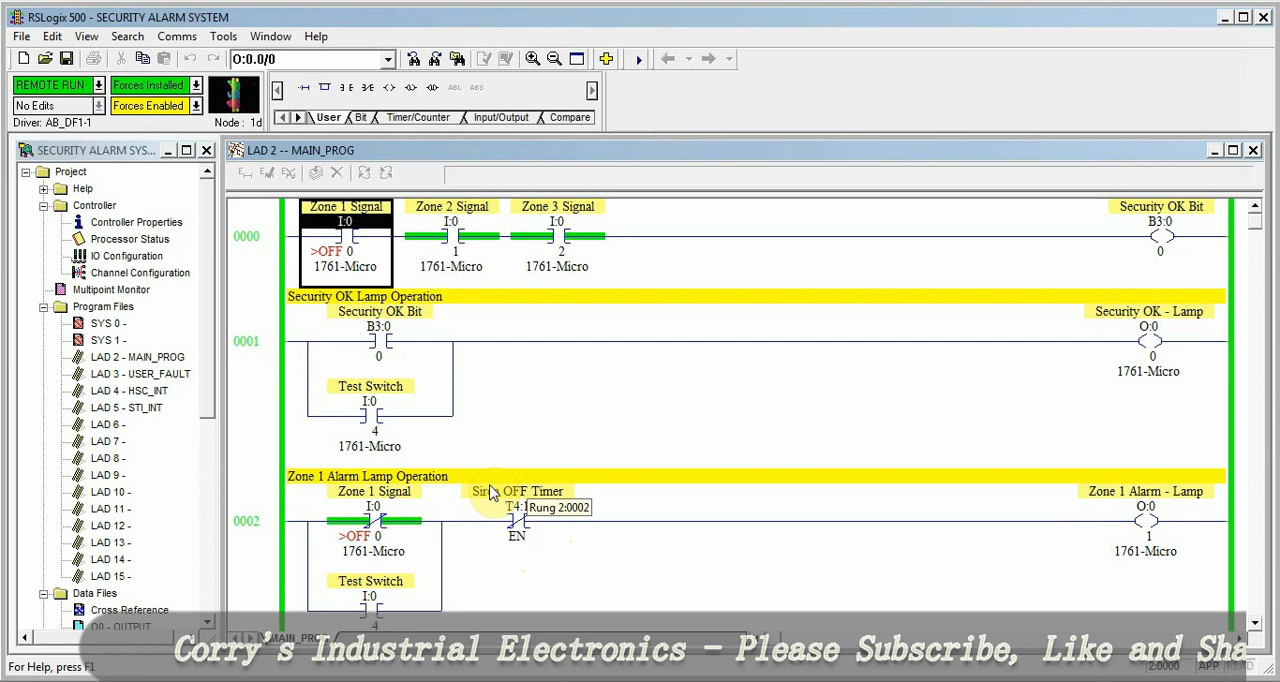 RSLogix 500 - SECURITY ALARM SYSTEM
File Edit View Search Comms Tools Window Help
O:0.0/0
REMOTE RUN Forces Installed
No Edits Forces Enabled
Driver: AB_DF1-1 Node : 1d
User Bit Timer/Counter Input/Output Compare
SECURITY ALARM SYS...
Project
Help
Controller
Controller Properties
Processor Status
IO Configuration
Channel Configuration
Multipoint Monitor
Program Files
SYS 0 -
SYS 1 -
LAD 2 - MAIN_PROG
LAD 3 - USER_FAULT
LAD 4 - HSC_INT
LAD 5 - STI_INT
LAD 6 -
LAD 7 -
LAD 8 -
LAD 9 -
LAD 10 -
LAD 11 -
LAD 12 -
LAD 13 -
LAD 14 -
LAD 15 -
Data Files
Cross Reference
O0 - OUTPUT
LAD 2 -- MAIN_PROG
Zone 1 Signal Zone 2 Signal Zone 3 Signal Security OK Bit
I:0 I:0 I:0 B3:0
0000
>OFF 0 1 2 0
1761-Micro 1761-Micro 1761-Micro
Security OK Lamp Operation
Security OK Bit Security OK - Lamp
B3:0 O:0
0001
0 0
1761-Micro
Test Switch
I:0
4
1761-Micro
Zone 1 Alarm Lamp Operation
Zone 1 Signal OFF Timer Zone 1 Alarm - Lamp
I:0 T4:1 Rung 2:0002 O:0
0002
>OFF 0 EN 1
1761-Micro 1761-Micro
Test Switch
I:0
4
MAIN_PROG
Corry's Industrial Electronics - Please Subscribe, Like and Sha
For Help, press F1 2:0000 APP READ